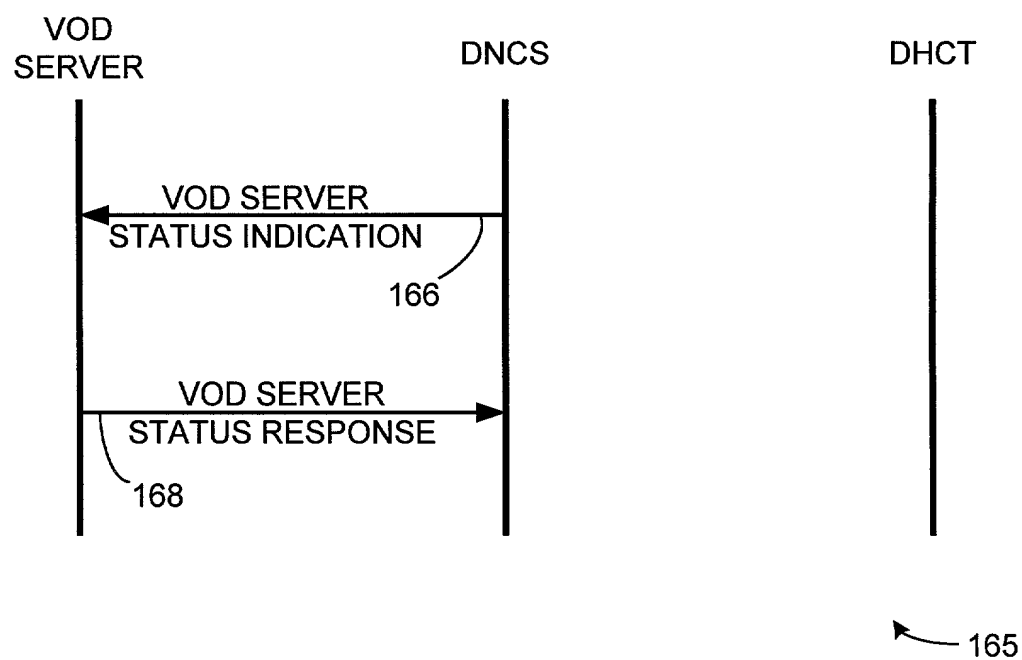 VOD
SERVER
DNCS
DHCT
VOD SERVER
STATUS INDICATION
166
VOD SERVER
STATUS RESPONSE
168
165